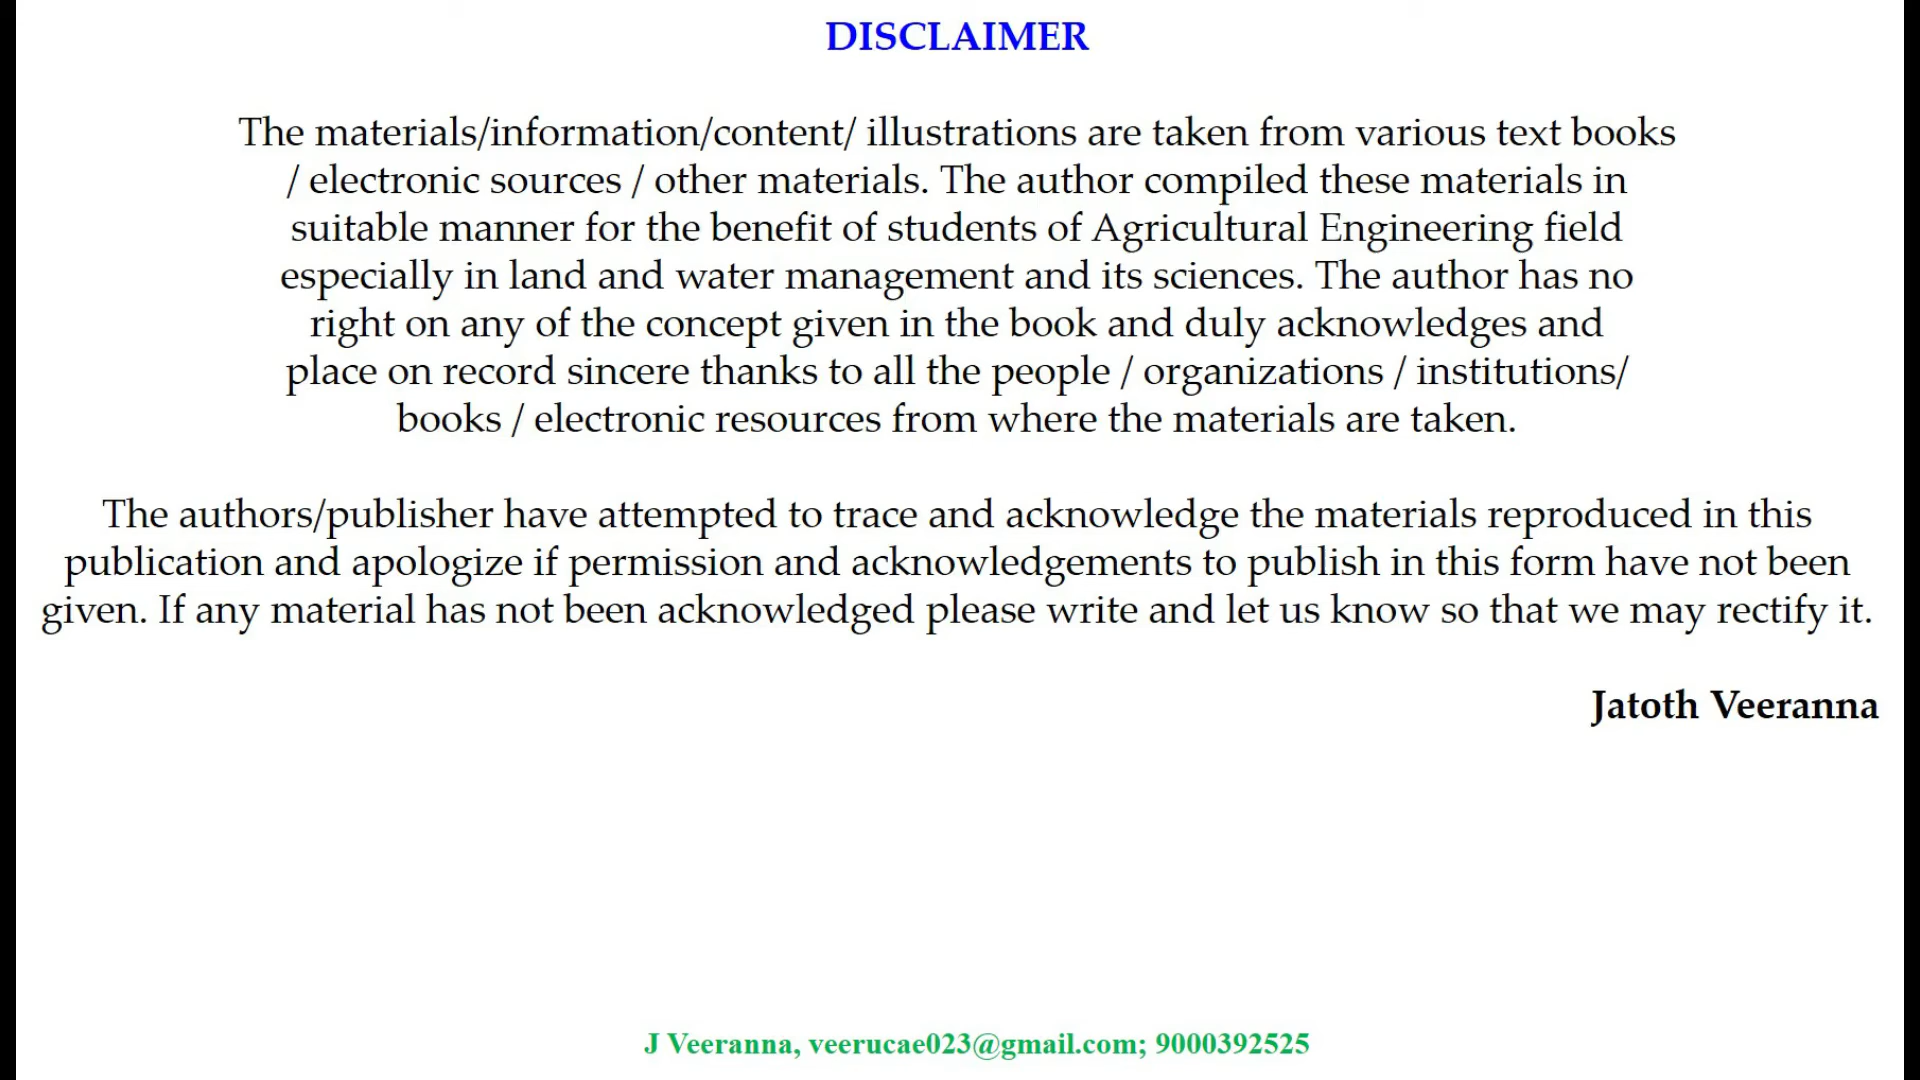 DISCLAIMER
The materials/information/content/ illustrations are taken from various text books
/ electronic sources / other materials. The author compiled these materials in
suitable manner for the benefit of students of Agricultural Engineering field
especially in land and water management and its sciences. The author has no
right on any of the concept given in the book and duly acknowledges and
place on record sincere thanks to all the people / organizations / institutions/
books / electronic resources from where the materials are taken.
The authors/publisher have attempted to trace and acknowledge the materials reproduced in this
publication and apologize if permission and acknowledgements to publish in this form have not been
given. If any material has not been acknowledged please write and let us know so that we may rectify it.
Jatoth Veeranna
J Veeranna, veerucae023@gmail.com; 9000392525